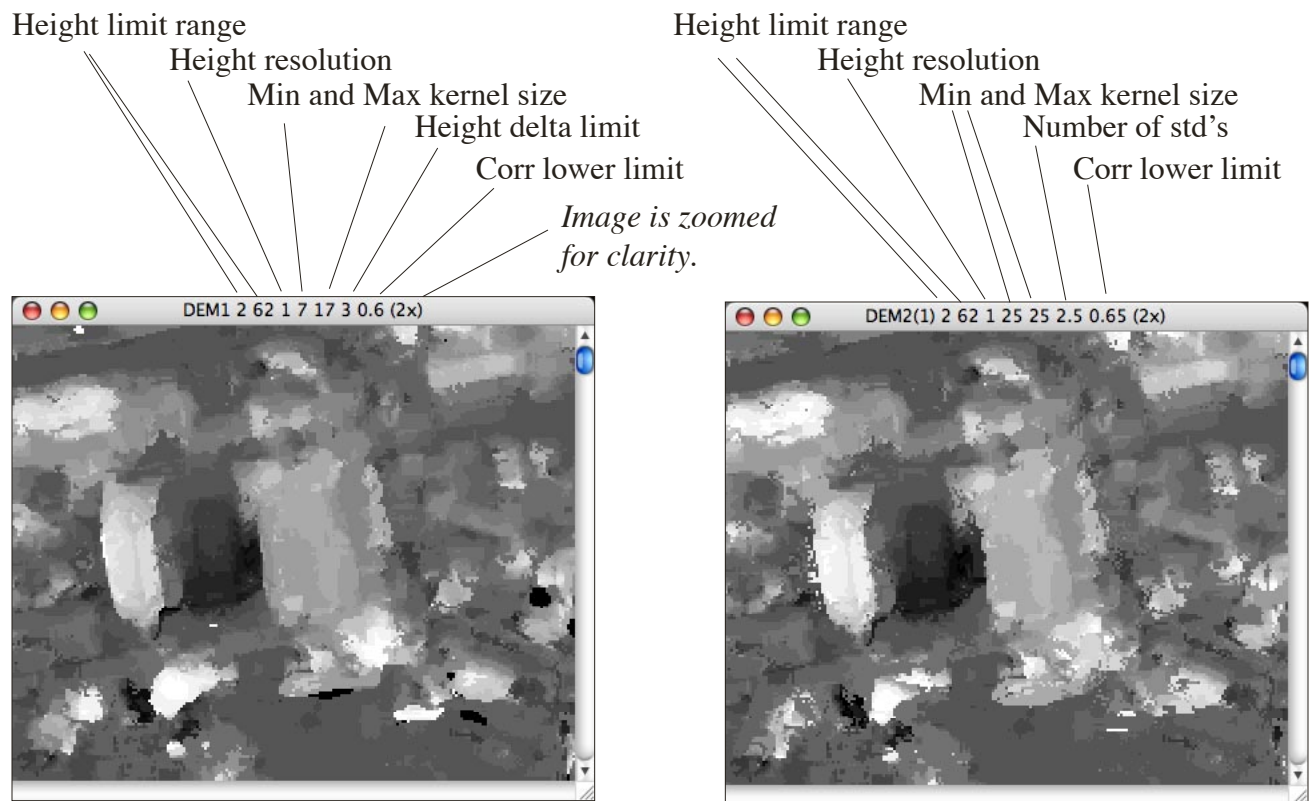 Height limit range
Height resolution
Min and Max kernel size
Height delta limit
Corr lower limit
Image is zoomed
for clarity.
DEM1 2 62 1 7 17 3 0.6 (2x)
Height limit range
Height resolution
Min and Max kernel size
Number of std's
Corr lower limit
DEM2(1) 2 62 1 25 25 2.5 0.65 (2x)